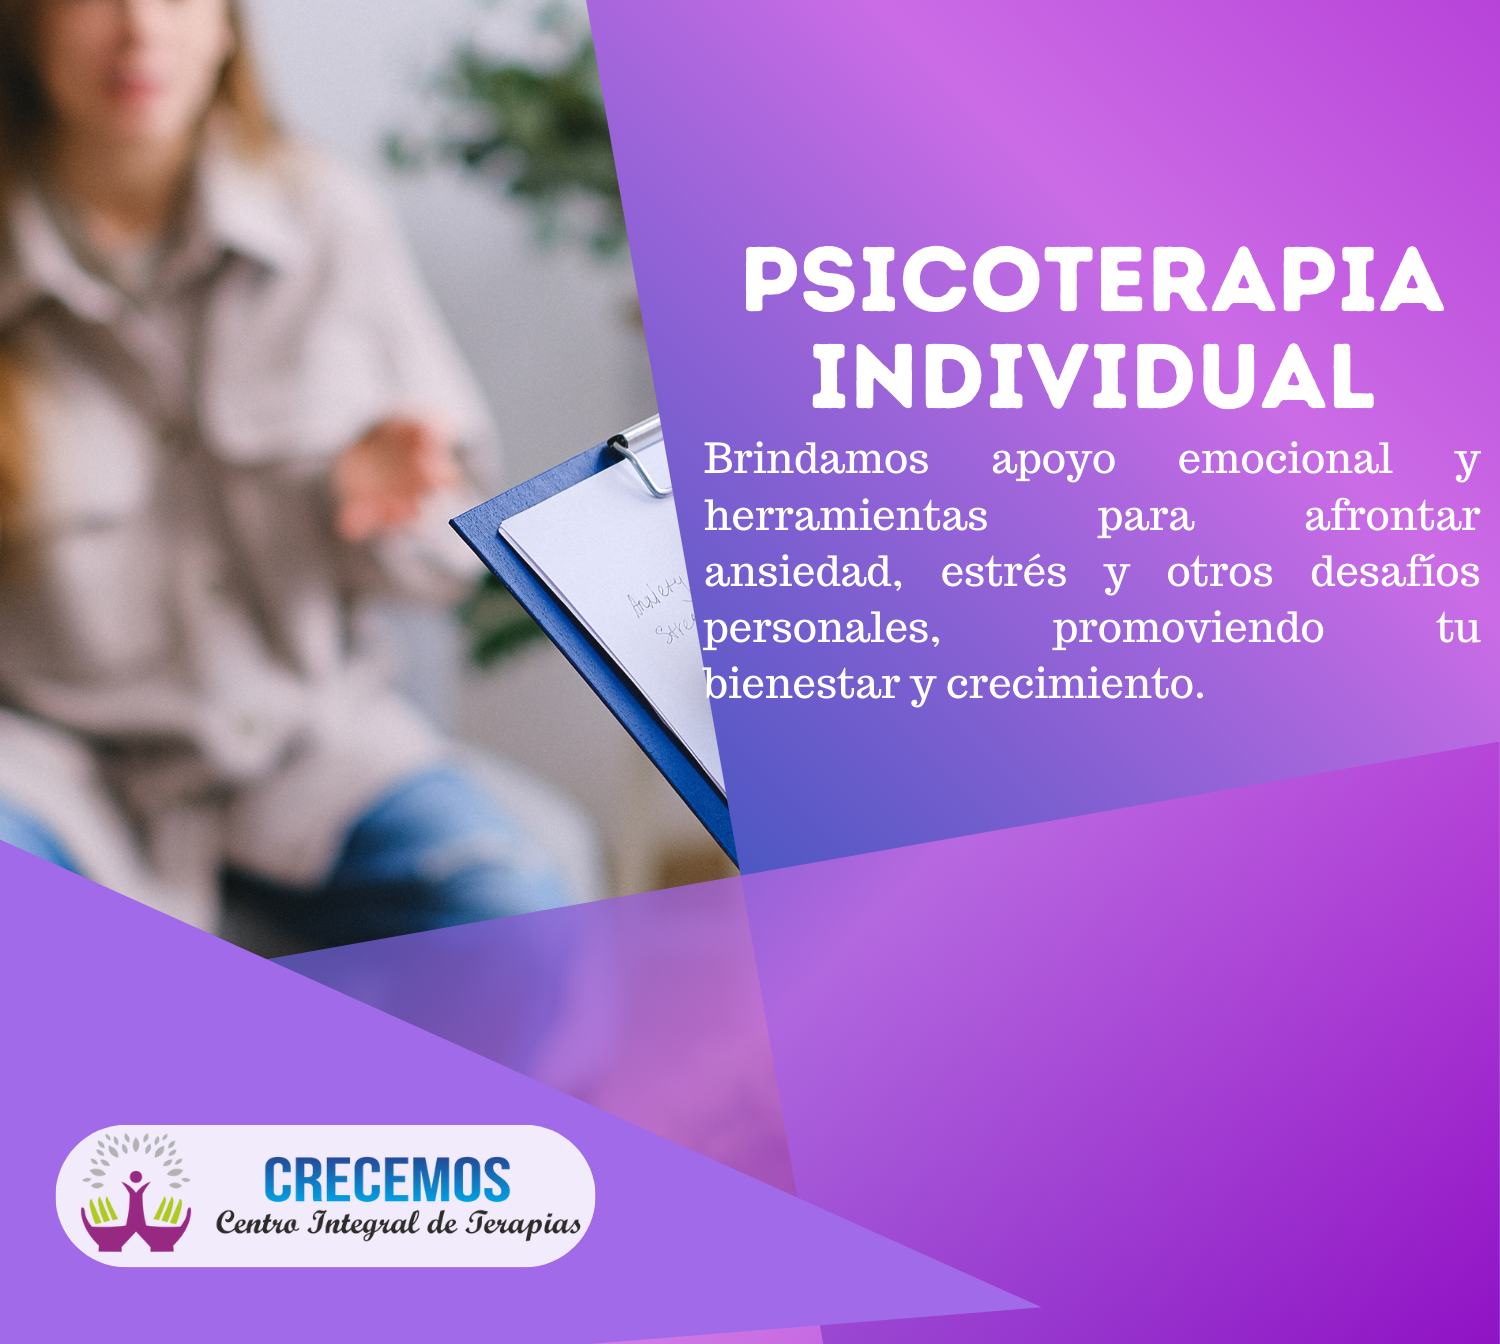 PSICOTERAPIA
INDIVIDUAL
Brindamos apoyo emocional y
herramientas para afrontar
ansiedad, estrés y otros desafíos
personales, promoviendo tu
bienestar y crecimiento.
Anxiety
CRECEMOS
Centro Integral de Terapias